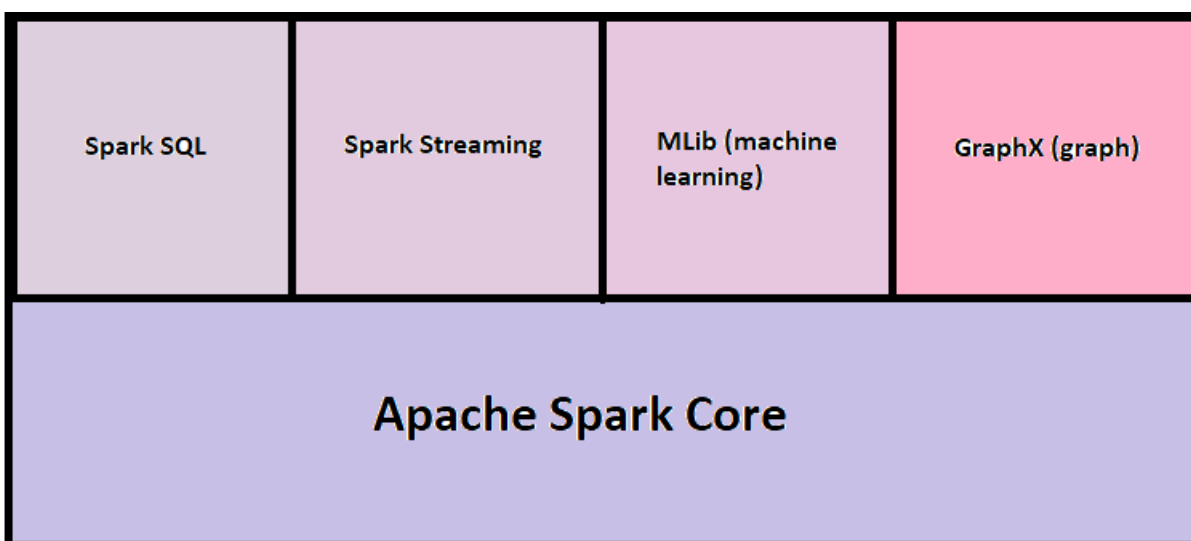 Spark SQL
Spark Streaming
MLib (machine
learning)
GraphX (graph)
Apache Spark Core